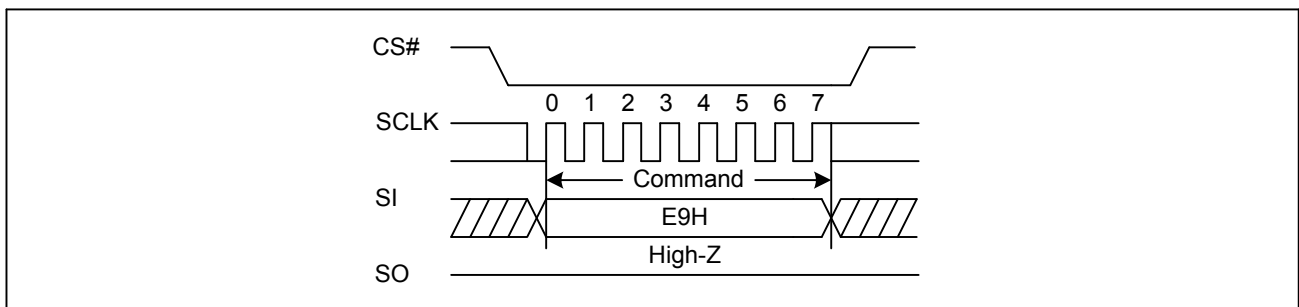 CS#
0 1 2 3 4 5 6 7
SCLK
Command
SI
E9H
High-Z
SO